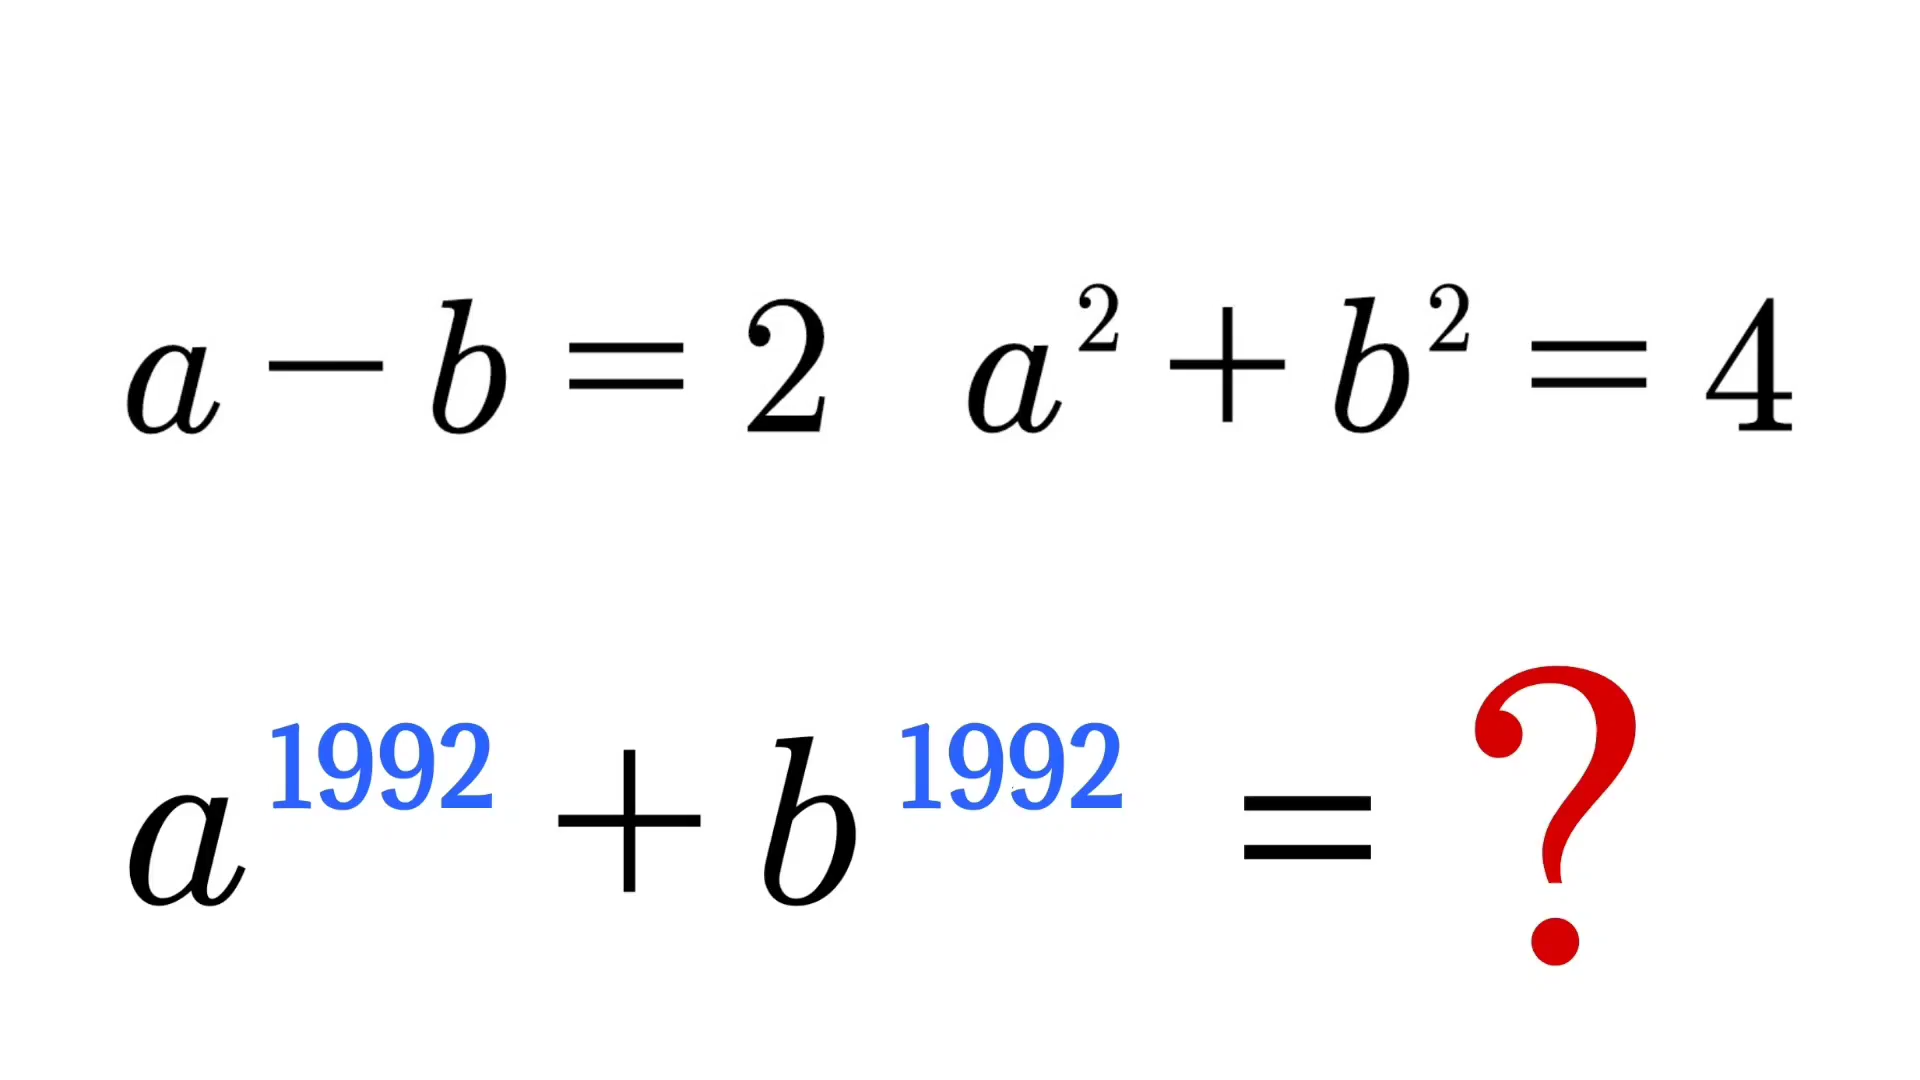 a − b = 2 a² + b² = 4
a¹⁹⁹² + b¹⁹⁹² = ?